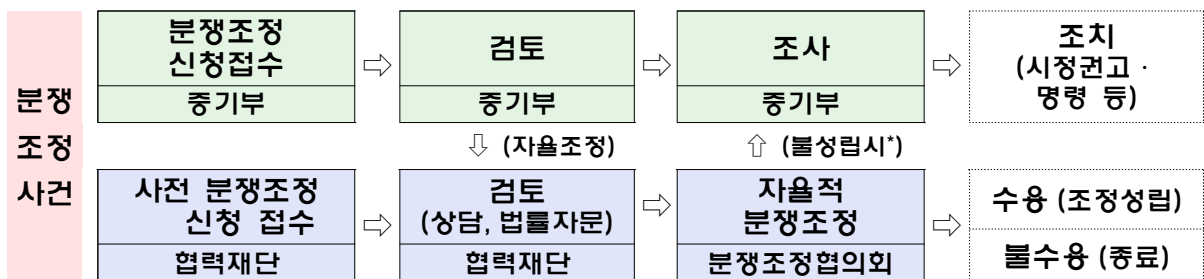 분쟁
조정
사건
분쟁조정
신청접수
중기부
⇨
검토
중기부
⇨
조사
중기부
⇨
조치
(시정권고 ·
명령 등)
⇩ (자율조정)
⇧ (불성립시*)
사전 분쟁조정
신청 접수
협력재단
⇨
검토
(상담, 법률자문)
협력재단
⇨
자율적
분쟁조정
분쟁조정협의회
⇨
수용 (조정성립)
불수용 (종료)